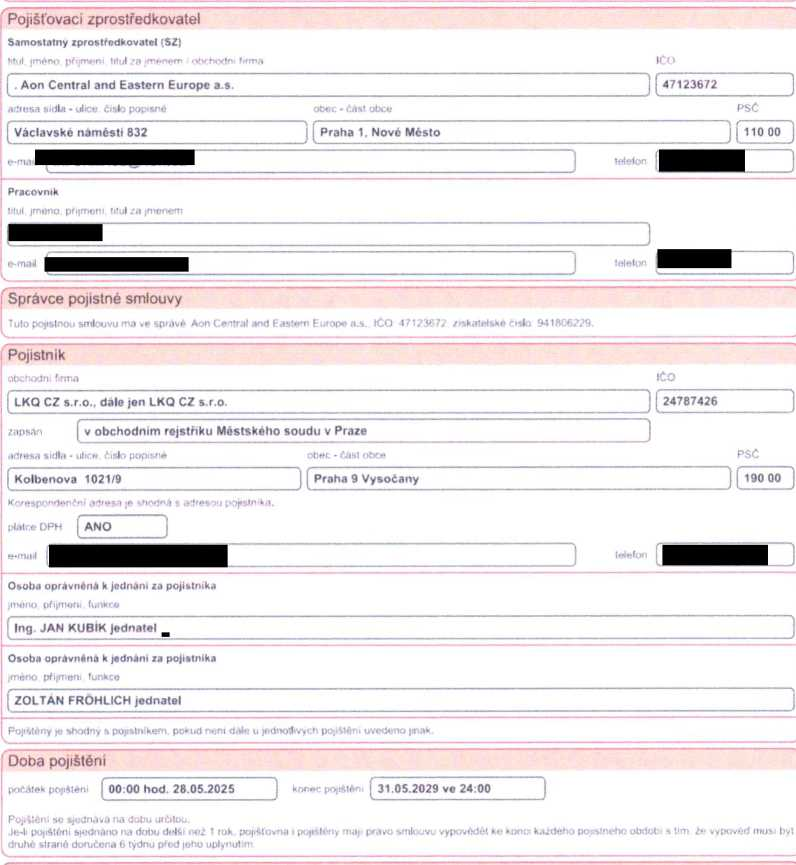 Pojišťovací zprostředkovatel
Samostatný zprostředkovatel (SZ)
titul, jméno, příjmení, titul za jménem / obchodní firma IČO
. Aon Central and Eastern Europe a.s. 47123672
adresa sídla - ulice, číslo popisné obec - část obce PSČ
Václavské náměstí 832 Praha 1, Nové Město 110 00
e-mail telefon
Pracovník
titul, jméno, příjmení, titul za jménem
e-mail telefon
Správce pojistné smlouvy
Tuto pojistnou smlouvu má ve správě: Aon Central and Eastern Europe a.s., IČO: 47123672, získatelské číslo: 941806229.
Pojistník
obchodní firma IČO
LKQ CZ s.r.o., dále jen LKQ CZ s.r.o. 24787426
zapsán v obchodním rejstříku Městského soudu v Praze
adresa sídla - ulice, číslo popisné obec - část obce PSČ
Kolbenova 1021/9 Praha 9 Vysočany 190 00
Korespondenční adresa je shodná s adresou pojistníka.
plátce DPH ANO
e-mail telefon
Osoba oprávněná k jednání za pojistníka
jméno, příjmení, funkce
Ing. JAN KUBÍK jednatel
Osoba oprávněná k jednání za pojistníka
jméno, příjmení, funkce
ZOLTÁN FRÖHLICH jednatel
Pojištěný je shodný s pojistníkem, pokud není dále u jednotlivých pojištění uvedeno jinak.
Doba pojištění
počátek pojištění 00:00 hod. 28.05.2025 konec pojištění 31.05.2029 ve 24:00
Pojištění se sjednává na dobu určitou.
Je-li pojištění sjednáno na dobu delší než 1 rok, pojišťovna i pojištěný mají právo smlouvu vypovědět ke konci každého pojistného období s tím, že výpověď musí být
druhé straně doručena 6 týdnů před jeho uplynutím.